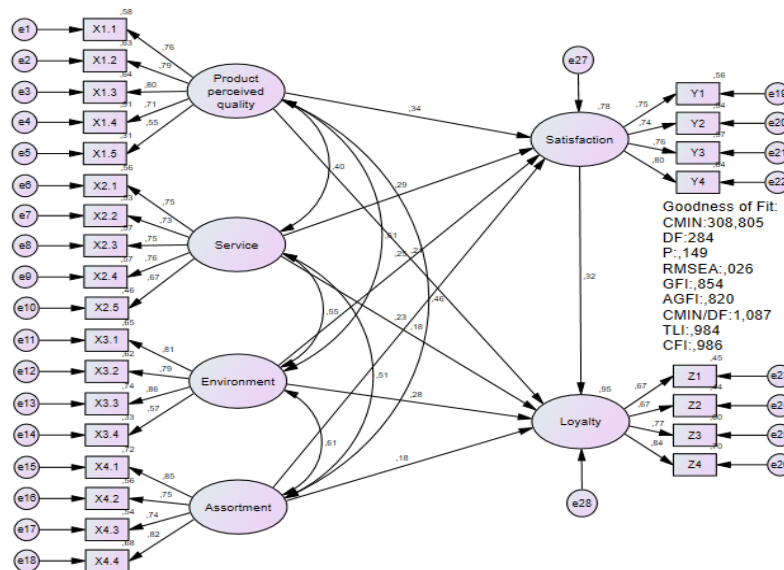 e1
,58
X1.1
,76
e2
,63
X1.2
,79
e3
,64
X1.3
,80
e4
X1.4
,71
e5
,31
X1.5
,55
e6
,56
X2.1
,75
e7
,53
X2.2
,73
e8
X2.3
,75
e9
,57
X2.4
,76
e10
,46
X2.5
,67
e11
,65
X3.1
,81
e12
,62
X3.2
,79
e13
,74
X3.3
,86
e14
,33
X3.4
,57
e15
,72
X4.1
,85
e16
,56
X4.2
,75
e17
,54
X4.3
,74
e18
,68
X4.4
,82
Product
perceived
quality
Service
Environment
Assortment
,40
,55
,61
,61
,51
,34
,29
,25
,46
,23
,18
,28
,18
e27
,78
Satisfaction
,32
,95
Loyalty
e28
,75
,56
Y1
,74
Y2
,76
Y3
,80
Y4
Goodness of Fit:
CMIN:308,805
DF:284
P:,149
RMSEA:,026
GFI:,854
AGFI:,820
CMIN/DF:1,087
TLI:,984
CFI:,986
,67
,45
Z1
,67
Z2
,77
Z3
,84
,70
Z4